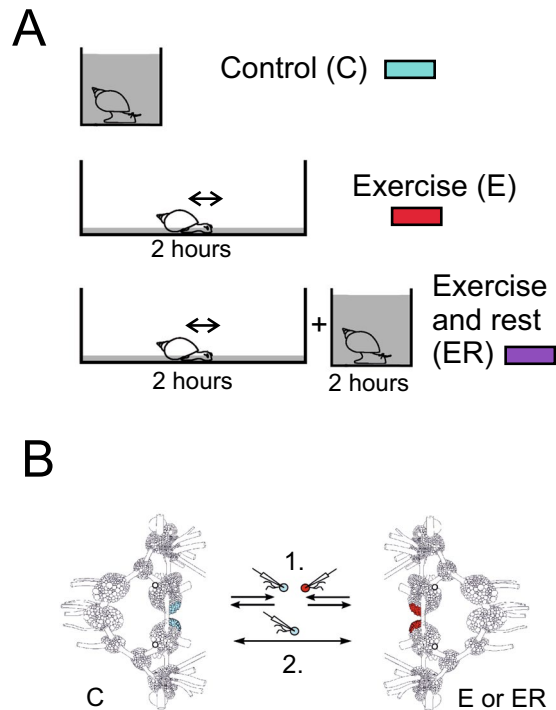 A
Control (C)
Exercise (E)
2 hours
Exercise
and rest
(ER)
+
2 hours
2 hours
B
1.
2.
C
E or ER